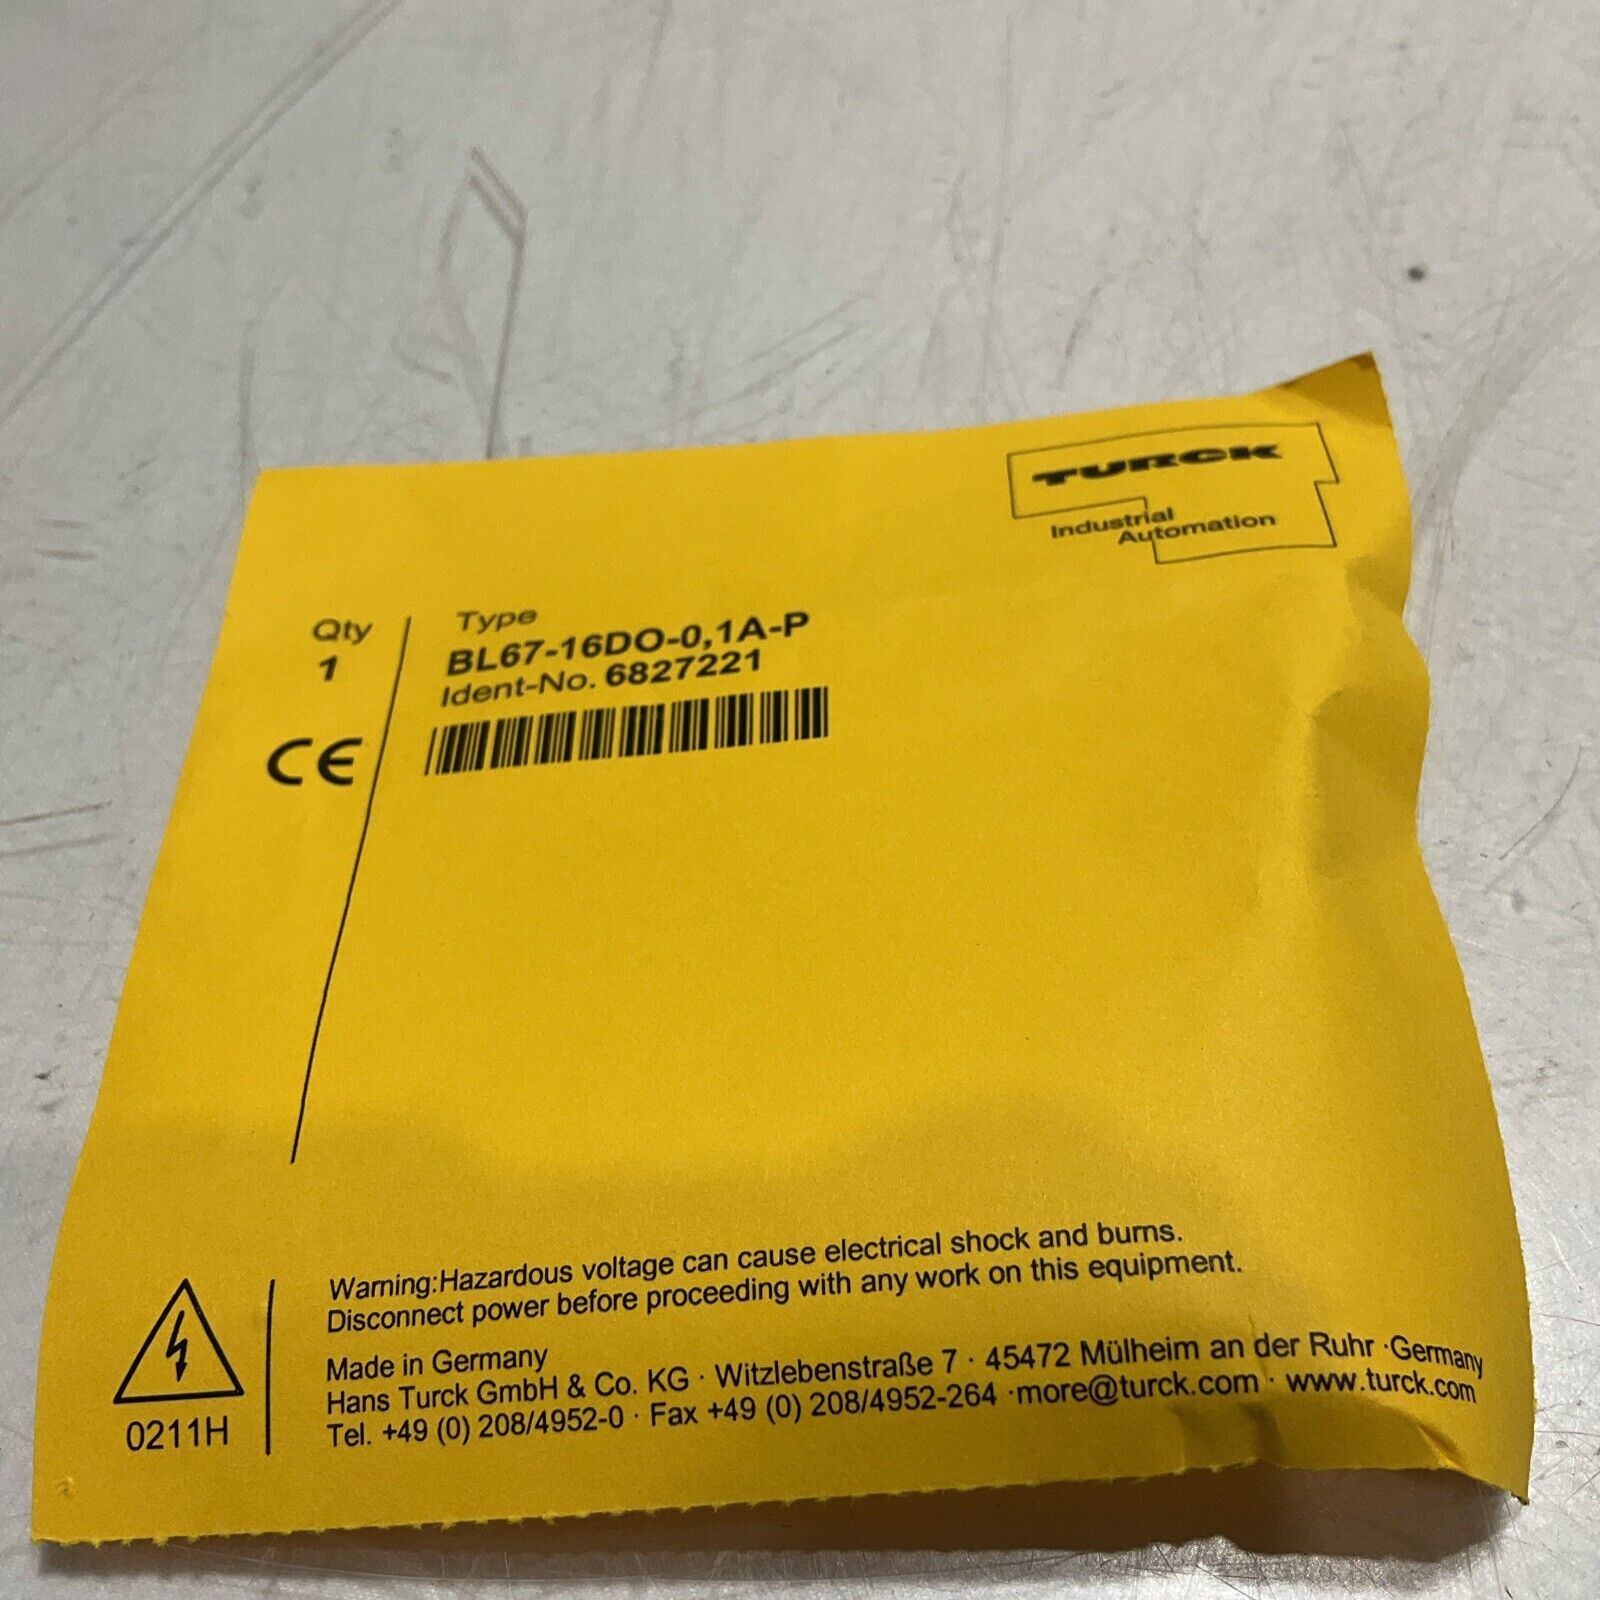 TURCK
Industrial
Automation
Qty
1
Type
BL67-16DO-0,1A-P
Ident-No. 6827221
CE
Warning:Hazardous voltage can cause electrical shock and burns.
Disconnect power before proceeding with any work on this equipment.
Made in Germany
Hans Turck GmbH & Co. KG · Witzlebenstraße 7 · 45472 Mülheim an der Ruhr ·Germany
Tel. +49 (0) 208/4952-0 · Fax +49 (0) 208/4952-264 ·more@turck.com · www.turck.com
0211H